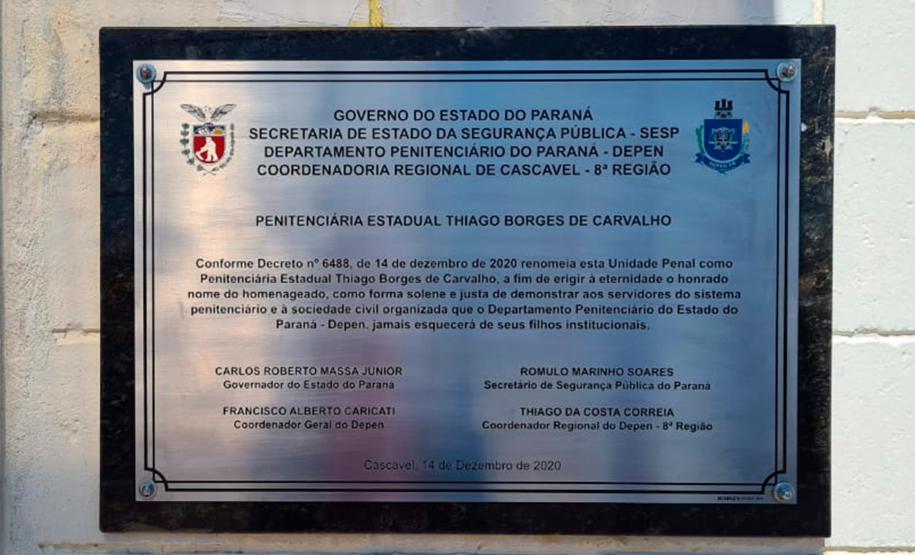 GOVERNO DO ESTADO DO PARANÁ
SECRETARIA DE ESTADO DA SEGURANÇA PÚBLICA - SESP
DEPARTAMENTO PENITENCIÁRIO DO PARANÁ - DEPEN
COORDENADORIA REGIONAL DE CASCAVEL - 8ª REGIÃO
PENITENCIÁRIA ESTADUAL THIAGO BORGES DE CARVALHO
Conforme Decreto nº 6488, de 14 de dezembro de 2020 renomeia esta Unidade Penal como
Penitenciária Estadual Thiago Borges de Carvalho, a fim de erigir à eternidade o honrado
nome do homenageado, como forma solene e justa de demonstrar aos servidores do sistema
penitenciário e à sociedade civil organizada que o Departamento Penitenciário do Estado do
Paraná - Depen, jamais esquecerá de seus filhos institucionais.
CARLOS ROBERTO MASSA JUNIOR
Governador do Estado do Parana
ROMULO MARINHO SOARES
Secretário de Segurança Pública do Paraná
FRANCISCO ALBERTO CARICATI
Coordenador Geral do Depen
THIAGO DA COSTA CORREIA
Coordenador Regional do Depen - 8ª Região
Cascavel, 14 de Dezembro de 2020